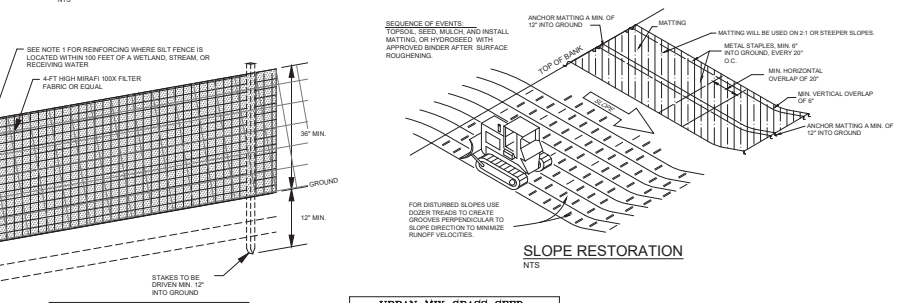 NTS
SEE NOTE 1 FOR REINFORCING WHERE SILT FENCE IS
LOCATED WITHIN 100 FEET OF A WETLAND, STREAM, OR
RECEIVING WATER
4-FT HIGH MIRAFI 100X FILTER
FABRIC OR EQUAL
36" MIN.
GROUND
12" MIN.
STAKES TO BE
DRIVEN MIN. 12"
INTO GROUND
SEQUENCE OF EVENTS:
TOPSOIL, SEED, MULCH, AND INSTALL
MATTING, OR HYDROSEED WITH
APPROVED BINDER AFTER SURFACE
ROUGHENING.
ANCHOR MATTING A MIN. OF
12" INTO GROUND
MATTING
MATTING WILL BE USED ON 2:1 OR STEEPER SLOPES.
METAL STAPLES, MIN. 6"
INTO GROUND, EVERY 20"
O.C.
TOP OF BANK
MIN. HORIZONTAL
OVERLAP OF 20"
MIN. VERTICAL OVERLAP
OF 6"
SLOPE
ANCHOR MATTING A MIN. OF
12" INTO GROUND
FOR DISTURBED SLOPES USE
DOZER TREADS TO CREATE
GROOVES PERPENDICULAR TO
SLOPE DIRECTION TO MINIMIZE
RUNOFF VELOCITIES.
SLOPE RESTORATION
NTS
URBAN MIX GRASS SEED